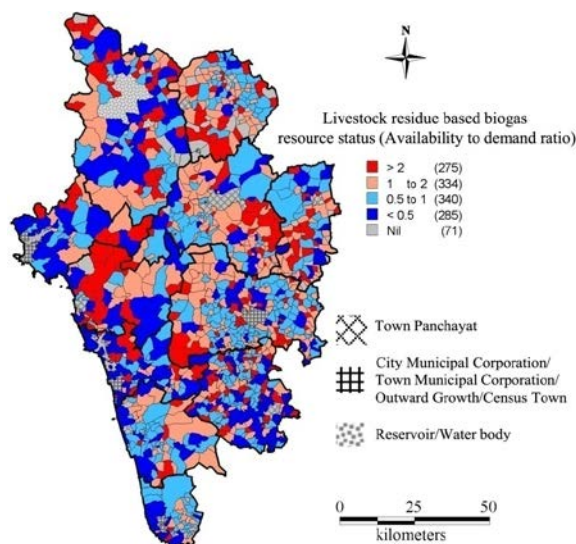 N
Livestock residue based biogas
resource status (Availability to demand ratio)
> 2 (275)
1 to 2 (334)
0.5 to 1 (340)
< 0.5 (285)
Nil (71)
Town Panchayat
City Municipal Corporation/
Town Municipal Corporation/
Outward Growth/Census Town
Reservoir/Water body
0 25 50
kilometers